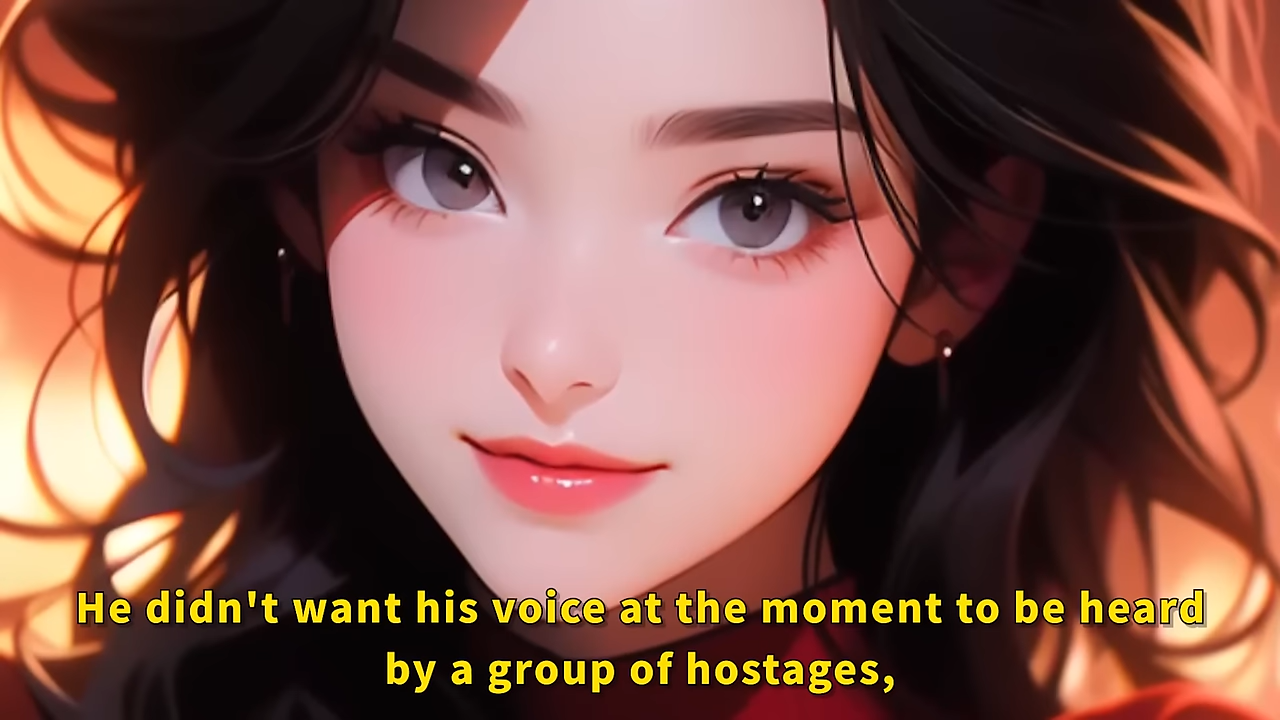 He didn't want his voice at the moment to be heard
by a group of hostages,